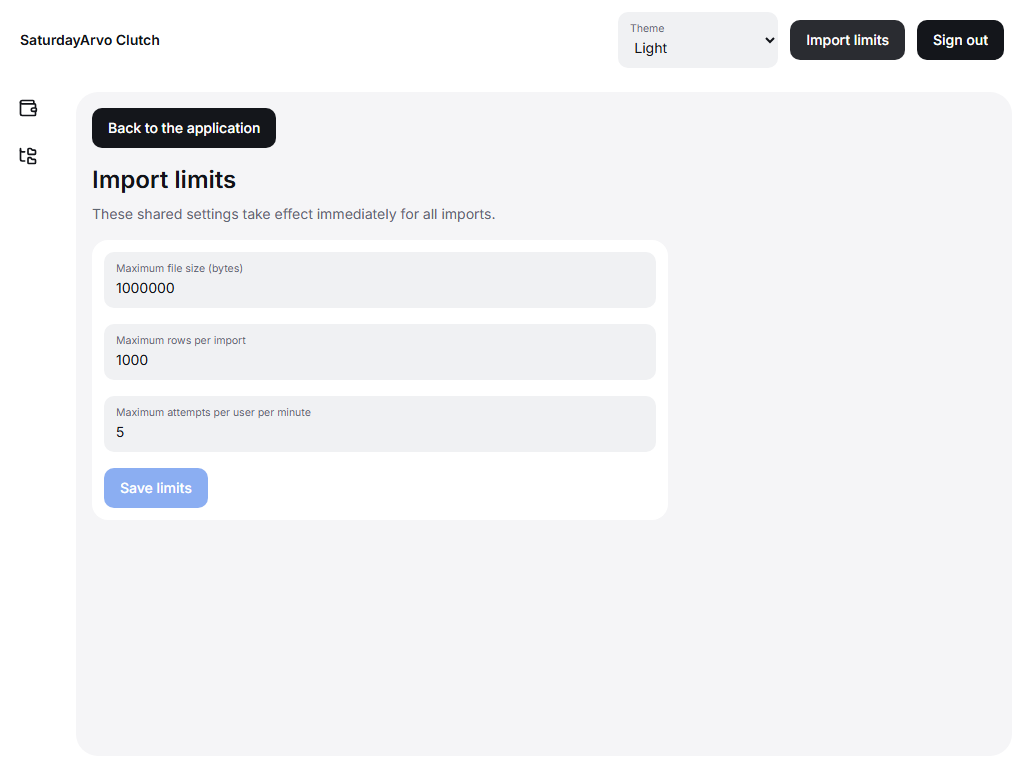 SaturdayArvo Clutch
Theme
Light
Import limits
Sign out
Back to the application
Import limits
These shared settings take effect immediately for all imports.
Maximum file size (bytes)
1000000
Maximum rows per import
1000
Maximum attempts per user per minute
5
Save limits